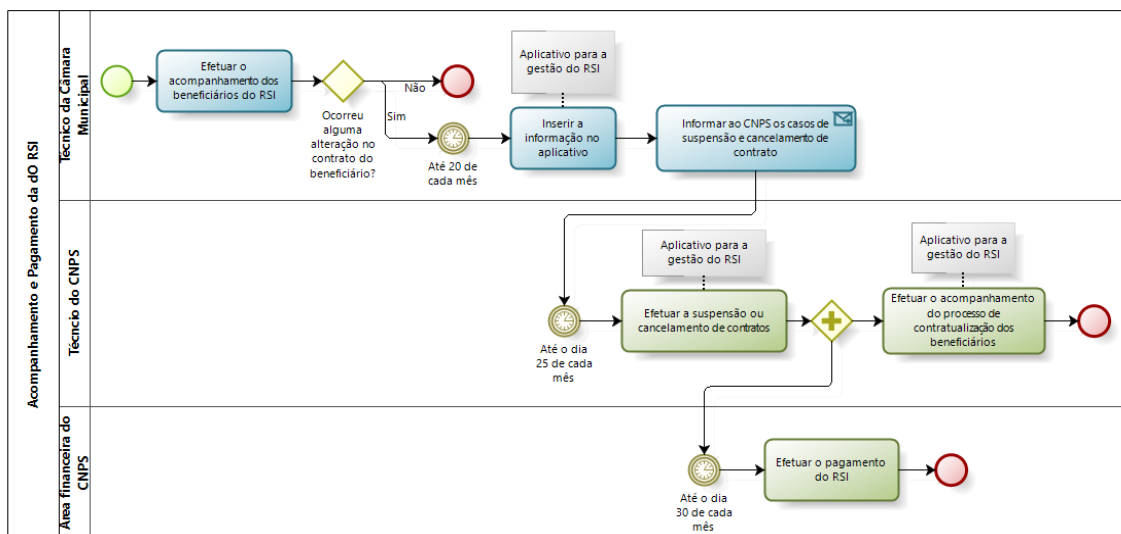 Acompanhamento e Pagamento da dO RSI
Técnico da Câmara
Municipal
Efetuar o
acompanhamento dos
beneficiários do RSI
Ocorreu
alguma
alteração no
contrato do
beneficiário?
Não
Sim
Até 20 de
cada mês
Aplicativo para a
gestão do RSI
Inserir a
informação no
aplicativo
Informar ao CNPS os casos de
suspensão e cancelamento de
contrato
Técncio do CNPS
Até o dia
25 de cada
mês
Aplicativo para a
gestão do RSI
Efetuar a suspensão ou
cancelamento de contratos
Aplicativo para a
gestão do RSI
Efetuar o acompanhamento
do processo de
contratualização dos
beneficiários
Área financeira do
CNPS
Até o dia
30 de cada
mês
Efetuar o pagamento
do RSI